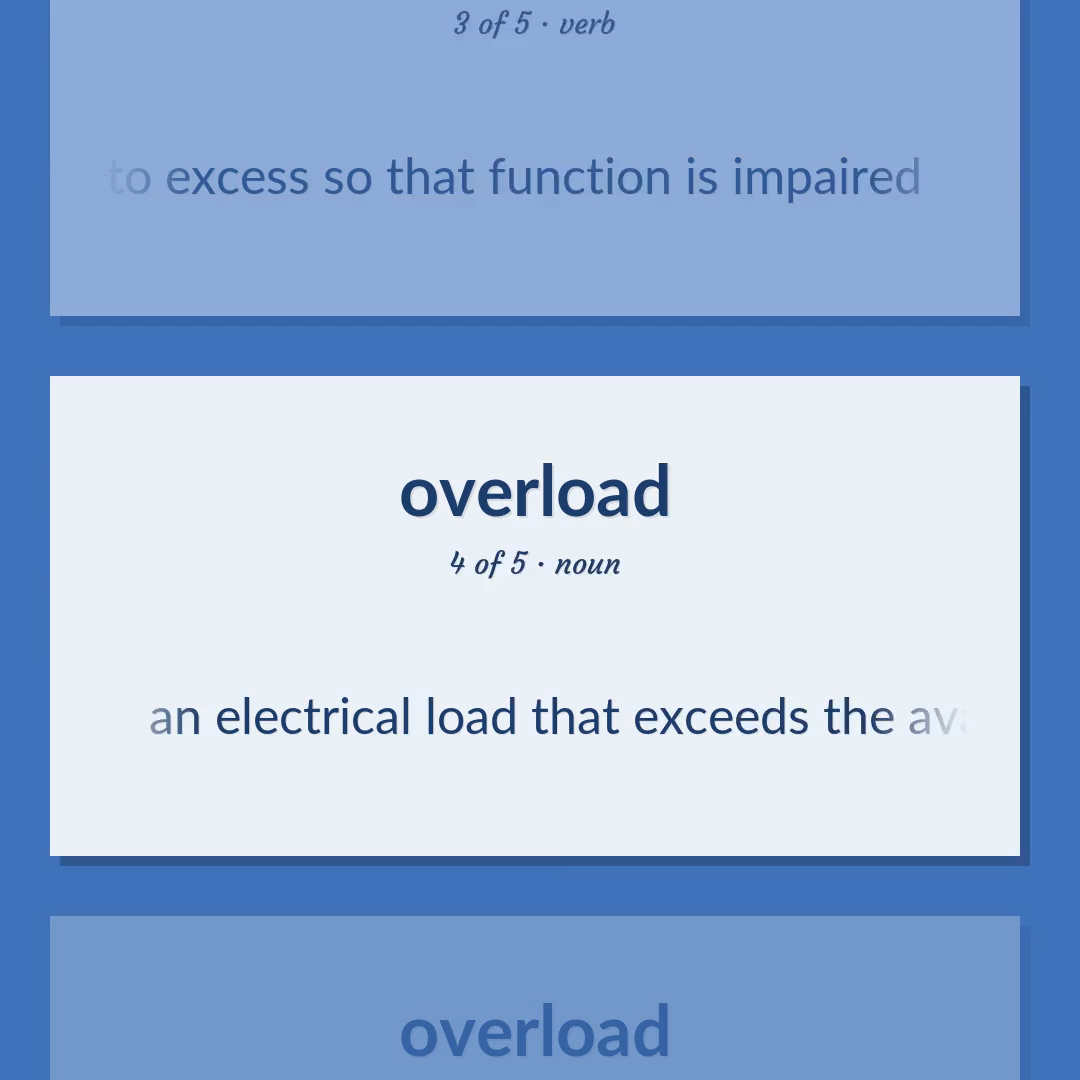 3 of 5 · verb
to excess so that function is impaired
overload
4 of 5 · noun
an electrical load that exceeds the
overload